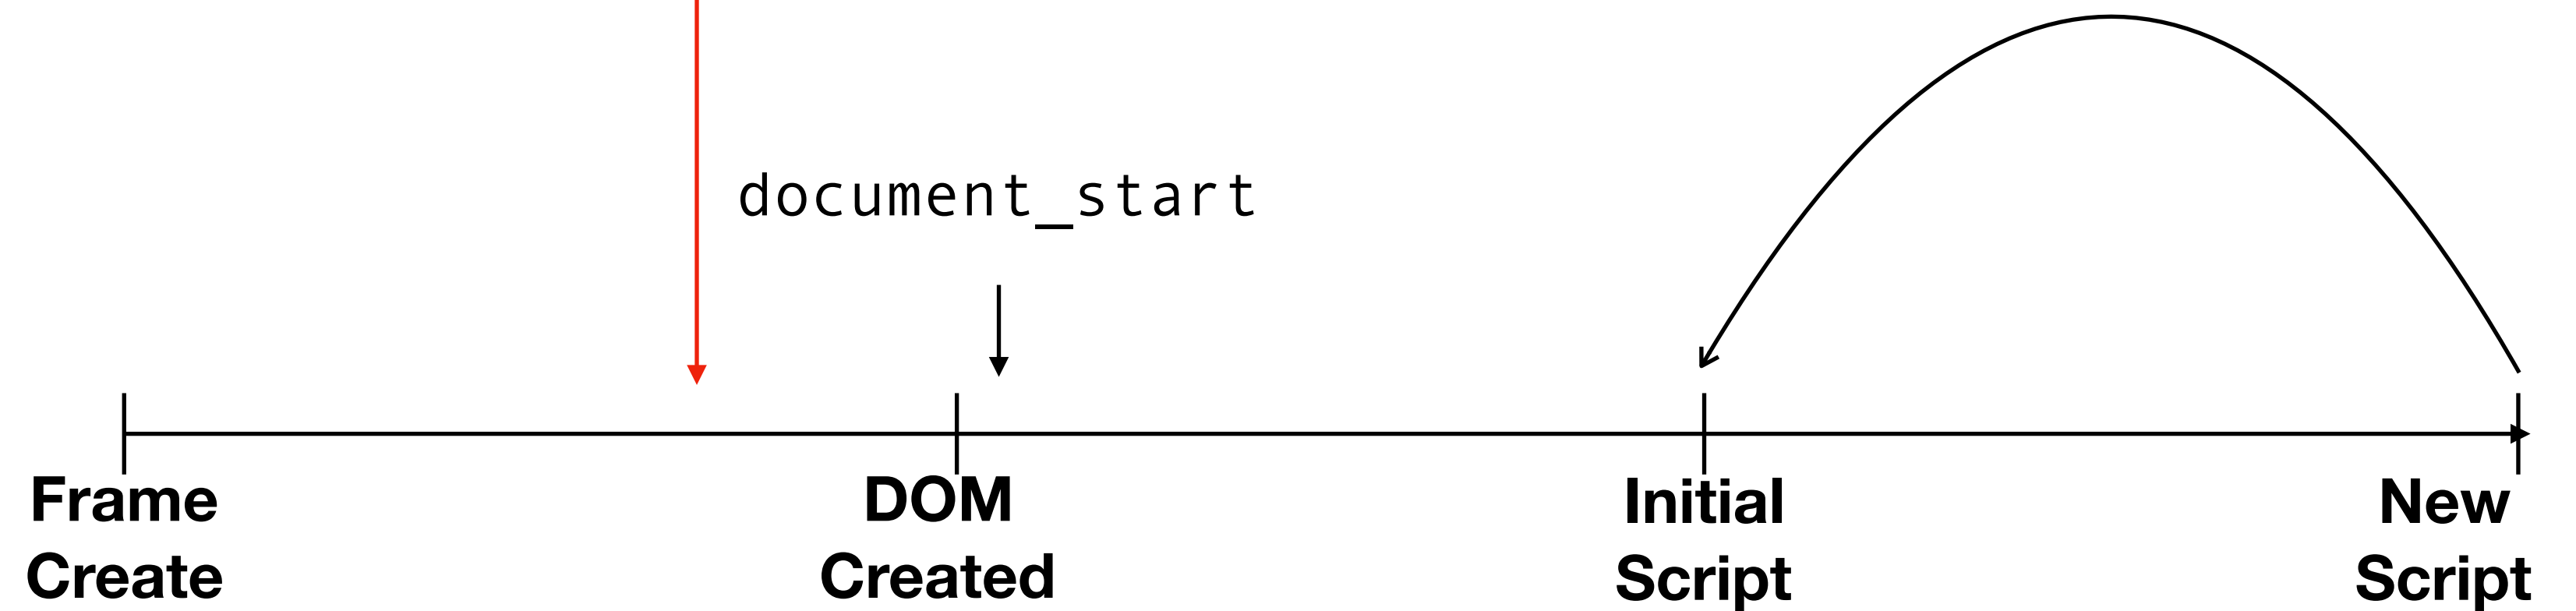 document_start
Frame
Create
DOM
Created
Initial
Script
New
Script